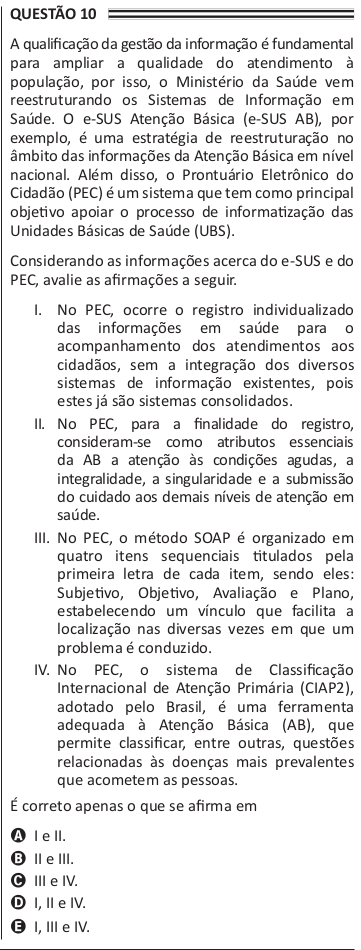 QUESTÃO 10
A qualificação da gestão da informação é fundamental
para ampliar a qualidade do atendimento à
população, por isso, o Ministério da Saúde vem
reestruturando os Sistemas de Informação em
Saúde. O e-SUS Atenção Básica (e-SUS AB), por
exemplo, é uma estratégia de reestruturação no
âmbito das informações da Atenção Básica em nível
nacional. Além disso, o Prontuário Eletrônico do
Cidadão (PEC) é um sistema que tem como principal
objetivo apoiar o processo de informatização das
Unidades Básicas de Saúde (UBS).
Considerando as informações acerca do e-SUS e do
PEC, avalie as afirmações a seguir.
I. No PEC, ocorre o registro individualizado
das informações em saúde para o
acompanhamento dos atendimentos aos
cidadãos, sem a integração dos diversos
sistemas de informação existentes, pois
estes já são sistemas consolidados.
II. No PEC, para a finalidade do registro,
consideram-se como atributos essenciais
da AB a atenção às condições agudas, a
integralidade, a singularidade e a submissão
do cuidado aos demais níveis de atenção em
saúde.
III. No PEC, o método SOAP é organizado em
quatro itens sequenciais titulados pela
primeira letra de cada item, sendo eles:
Subjetivo, Objetivo, Avaliação e Plano,
estabelecendo um vínculo que facilita a
localização nas diversas vezes em que um
problema é conduzido.
IV. No PEC, o sistema de Classificação
Internacional de Atenção Primária (CIAP2),
adotado pelo Brasil, é uma ferramenta
adequada à Atenção Básica (AB), que
permite classificar, entre outras, questões
relacionadas às doenças mais prevalentes
que acometem as pessoas.
É correto apenas o que se afirma em
A I e II.
B II e III.
C III e IV.
D I, II e IV.
E I, III e IV.